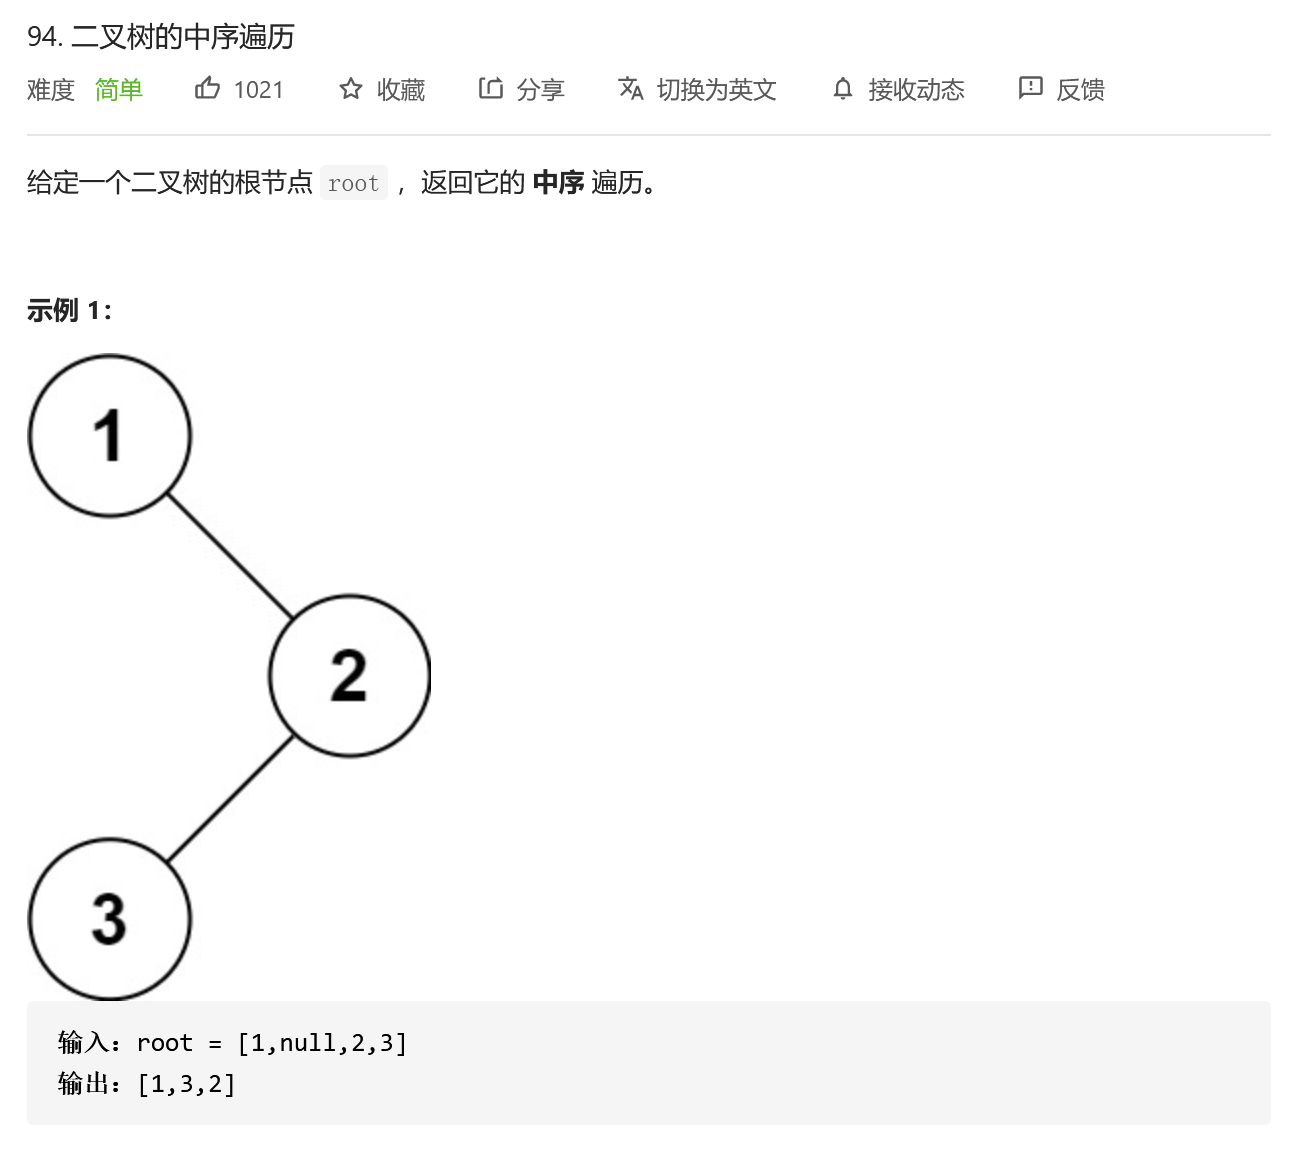 94. 二叉树的中序遍历
难度 简单 1021 收藏 分享 切换为英文 接收动态 反馈
给定一个二叉树的根节点 root ，返回它的 中序 遍历。
示例 1：
1
2
3
输入：root = [1,null,2,3]
输出：[1,3,2]